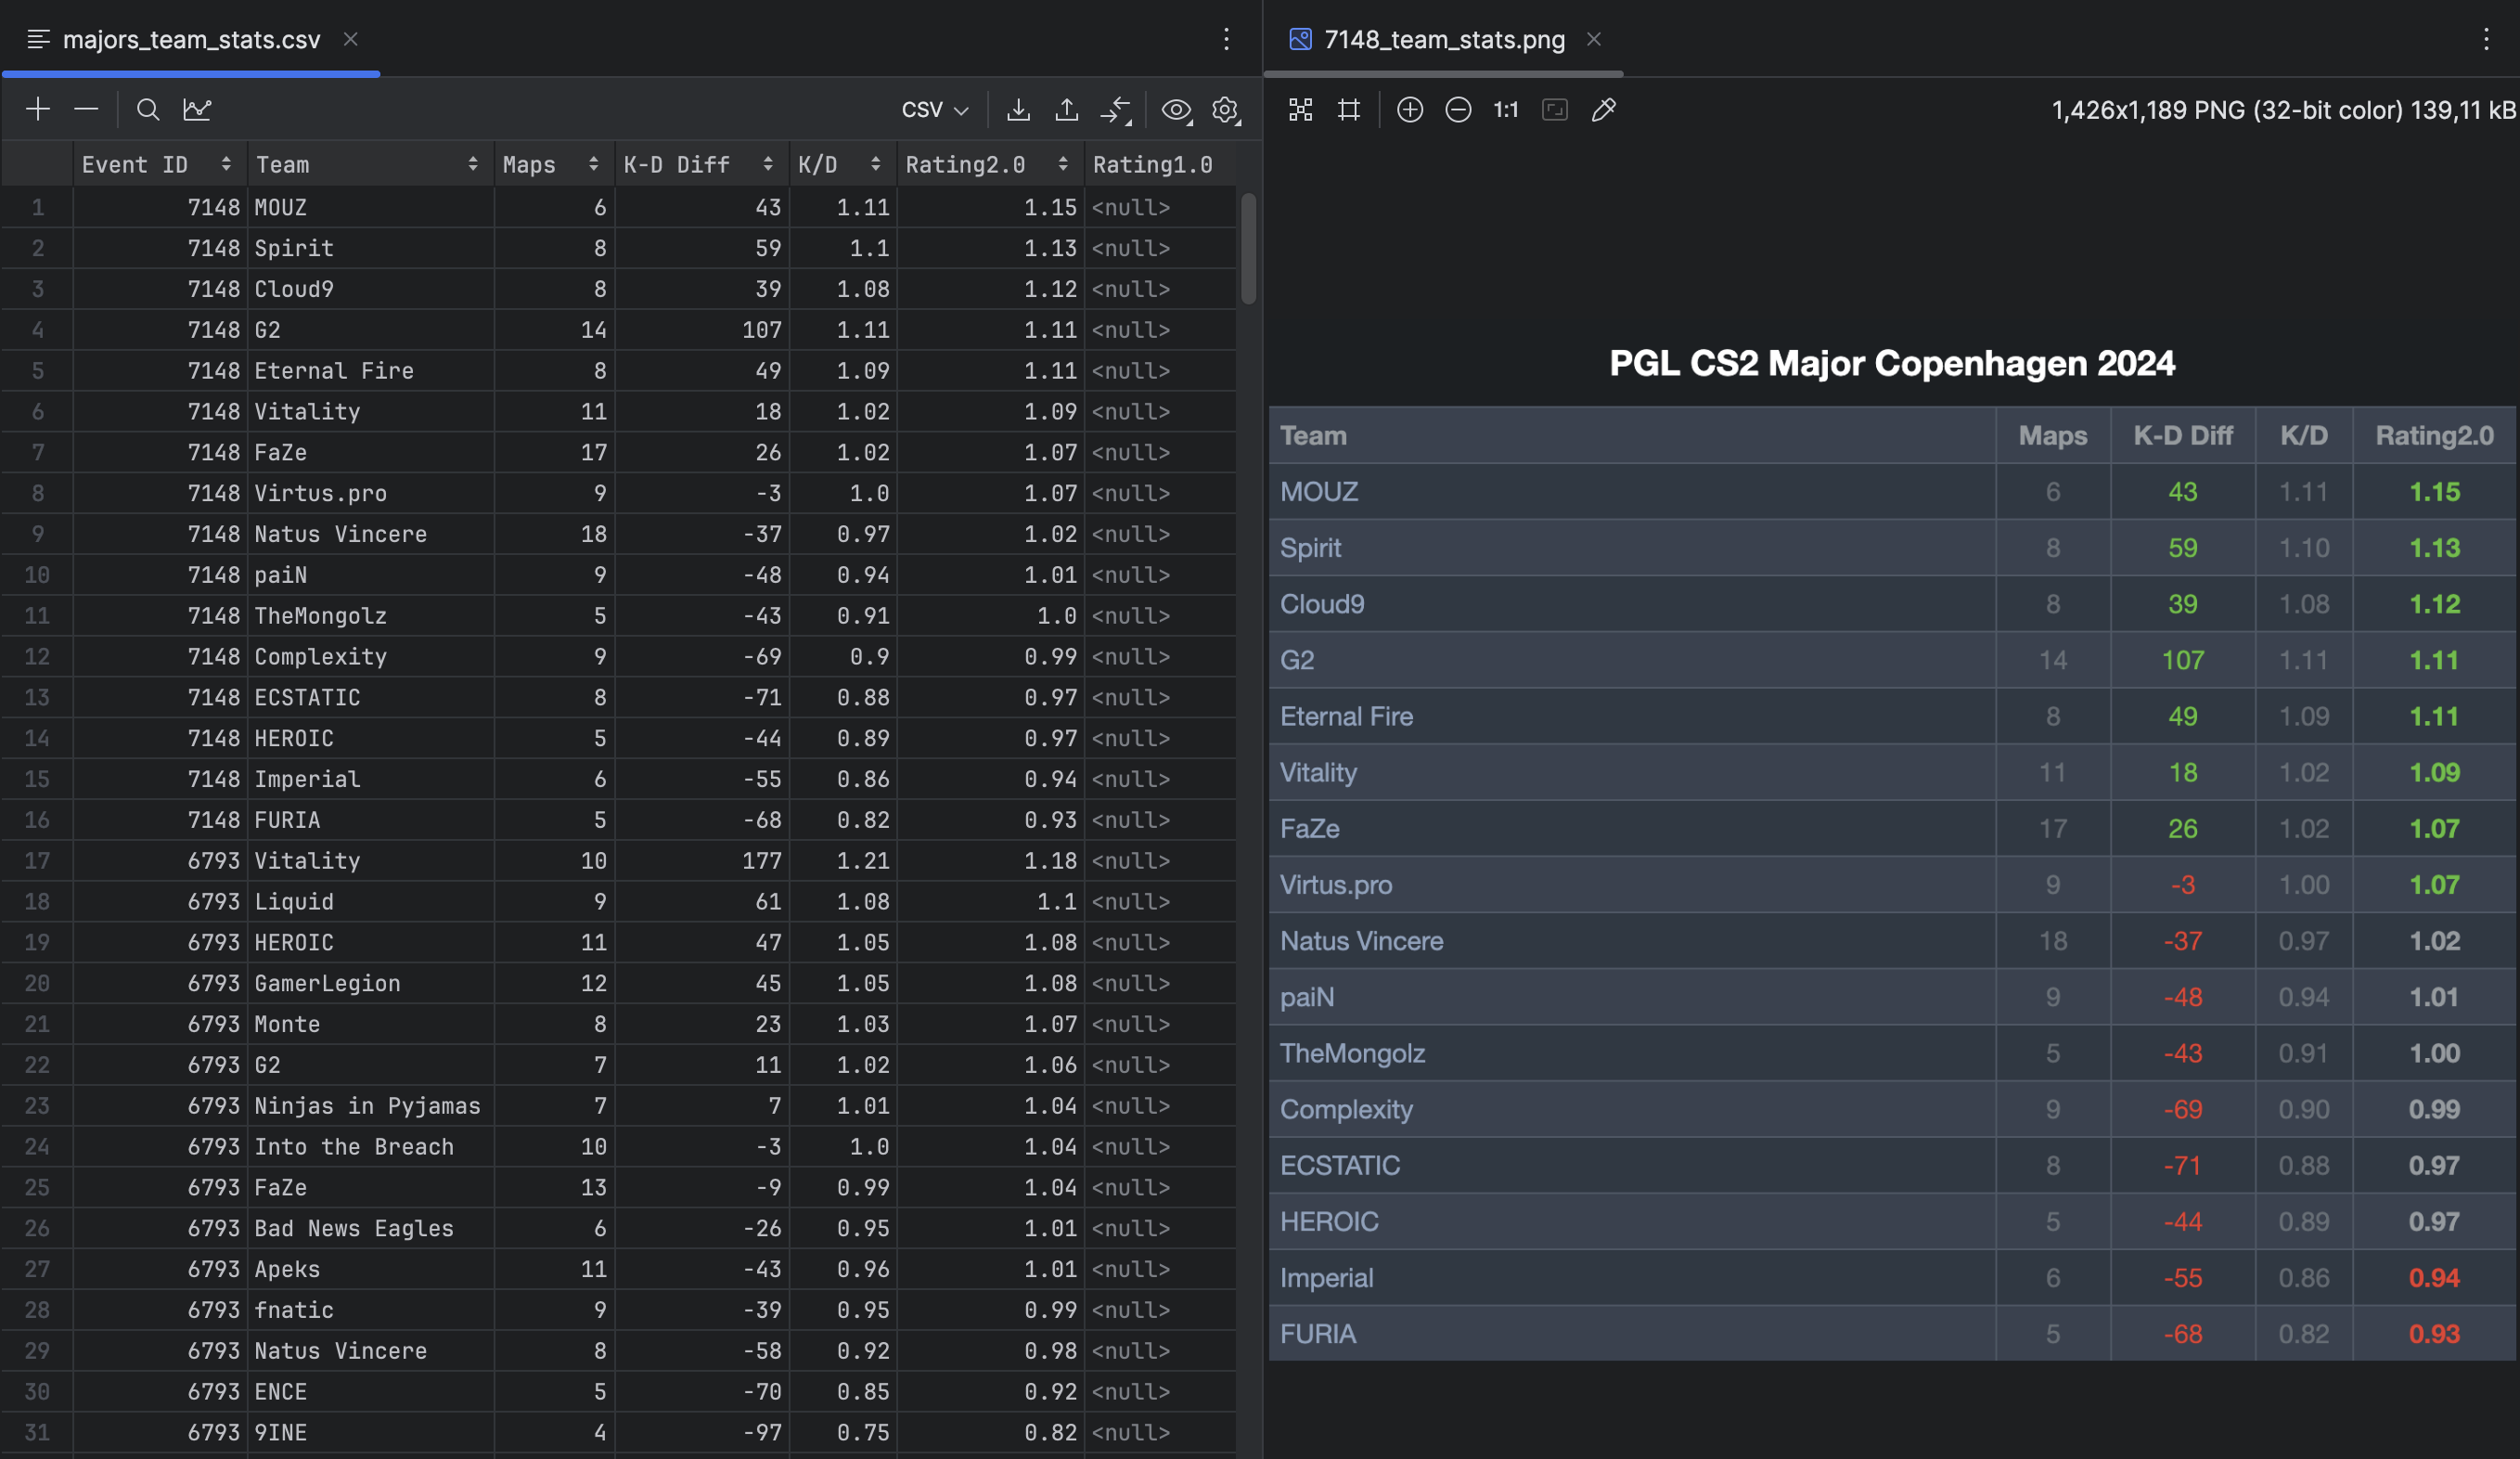 majors_team_stats.csv
CSV
Event ID Team Maps K-D Diff K/D Rating2.0 Rating1.0
1 7148 MOUZ 6 43 1.11 1.15 <null>
2 7148 Spirit 8 59 1.1 1.13 <null>
3 7148 Cloud9 8 39 1.08 1.12 <null>
4 7148 G2 14 107 1.11 1.11 <null>
5 7148 Eternal Fire 8 49 1.09 1.11 <null>
6 7148 Vitality 11 18 1.02 1.09 <null>
7 7148 FaZe 17 26 1.02 1.07 <null>
8 7148 Virtus.pro 9 -3 1.0 1.07 <null>
9 7148 Natus Vincere 18 -37 0.97 1.02 <null>
10 7148 paiN 9 -48 0.94 1.01 <null>
11 7148 TheMongolz 5 -43 0.91 1.0 <null>
12 7148 Complexity 9 -69 0.9 0.99 <null>
13 7148 ECSTATIC 8 -71 0.88 0.97 <null>
14 7148 HEROIC 5 -44 0.89 0.97 <null>
15 7148 Imperial 6 -55 0.86 0.94 <null>
16 7148 FURIA 5 -68 0.82 0.93 <null>
17 6793 Vitality 10 177 1.21 1.18 <null>
18 6793 Liquid 9 61 1.08 1.1 <null>
19 6793 HEROIC 11 47 1.05 1.08 <null>
20 6793 GamerLegion 12 45 1.05 1.08 <null>
21 6793 Monte 8 23 1.03 1.07 <null>
22 6793 G2 7 11 1.02 1.06 <null>
23 6793 Ninjas in Pyjamas 7 7 1.01 1.04 <null>
24 6793 Into the Breach 10 -3 1.0 1.04 <null>
25 6793 FaZe 13 -9 0.99 1.04 <null>
26 6793 Bad News Eagles 6 -26 0.95 1.01 <null>
27 6793 Apeks 11 -43 0.96 1.01 <null>
28 6793 fnatic 9 -39 0.95 0.99 <null>
29 6793 Natus Vincere 8 -58 0.92 0.98 <null>
30 6793 ENCE 5 -70 0.85 0.92 <null>
31 6793 9INE 4 -97 0.75 0.82 <null>
7148_team_stats.png
1:1 1,426x1,189 PNG (32-bit color) 139,11 kB
PGL CS2 Major Copenhagen 2024
Team Maps K-D Diff K/D Rating2.0
MOUZ 6 43 1.11 1.15
Spirit 8 59 1.10 1.13
Cloud9 8 39 1.08 1.12
G2 14 107 1.11 1.11
Eternal Fire 8 49 1.09 1.11
Vitality 11 18 1.02 1.09
FaZe 17 26 1.02 1.07
Virtus.pro 9 -3 1.00 1.07
Natus Vincere 18 -37 0.97 1.02
paiN 9 -48 0.94 1.01
TheMongolz 5 -43 0.91 1.00
Complexity 9 -69 0.90 0.99
ECSTATIC 8 -71 0.88 0.97
HEROIC 5 -44 0.89 0.97
Imperial 6 -55 0.86 0.94
FURIA 5 -68 0.82 0.93